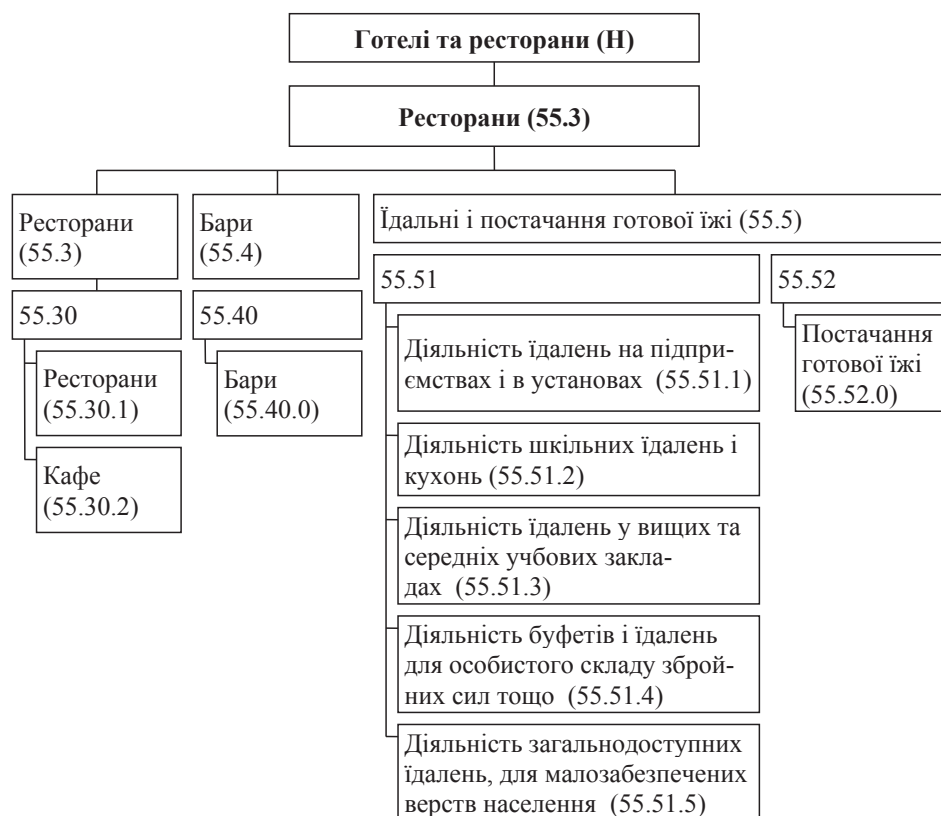 Готелі та ресторани (Н)
Ресторани (55.3)
Ресторани
(55.3)
Бари
(55.4)
Їдальні і постачання готової їжі (55.5)
55.30
55.40
55.51
55.52
Ресторани
(55.30.1)
Кафе
(55.30.2)
Бари
(55.40.0)
Діяльність їдалень на підпри-
ємствах і в установах (55.51.1)
Діяльність шкільних їдалень і
кухонь (55.51.2)
Діяльність їдалень у вищих та
середніх учбових закла-
дах (55.51.3)
Діяльність буфетів і їдалень
для особистого складу зброй-
них сил тощо (55.51.4)
Діяльність загальнодоступних
їдалень, для малозабезпечених
верств населення (55.51.5)
Постачання
готової їжі
(55.52.0)